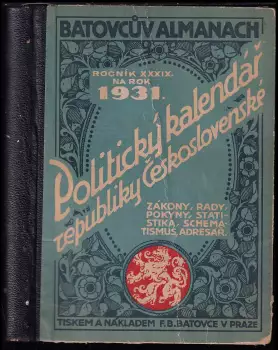 BATOVCŮV ALMANACH
ROČNÍK XXXIX.
NA ROK
1931.
Politický kalendář
republiky Československé
ZÁKONY, RADY,
POKYNY, STATI-
STIKA, SCHEMA-
TISMUS, ADRESÁŘ.
TISKEM A NÁKLADEM F. B. BATOVCE V PRAZE